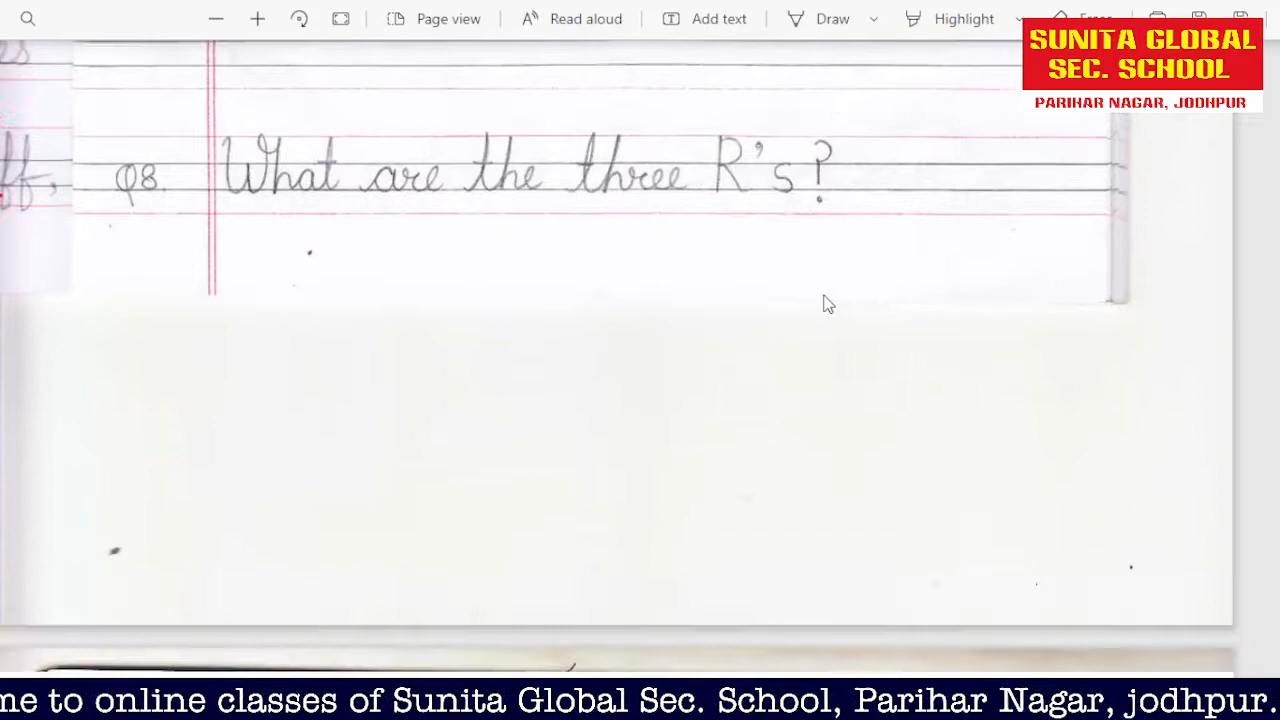 Page view
Read aloud
Add text
Draw
Highlight
SUNITA GLOBAL
SEC. SCHOOL
PARIHAR NAGAR, JODHPUR
Q8. What are the three R's?
me to online classes of Sunita Global Sec. School, Parihar Nagar, jodhpur.